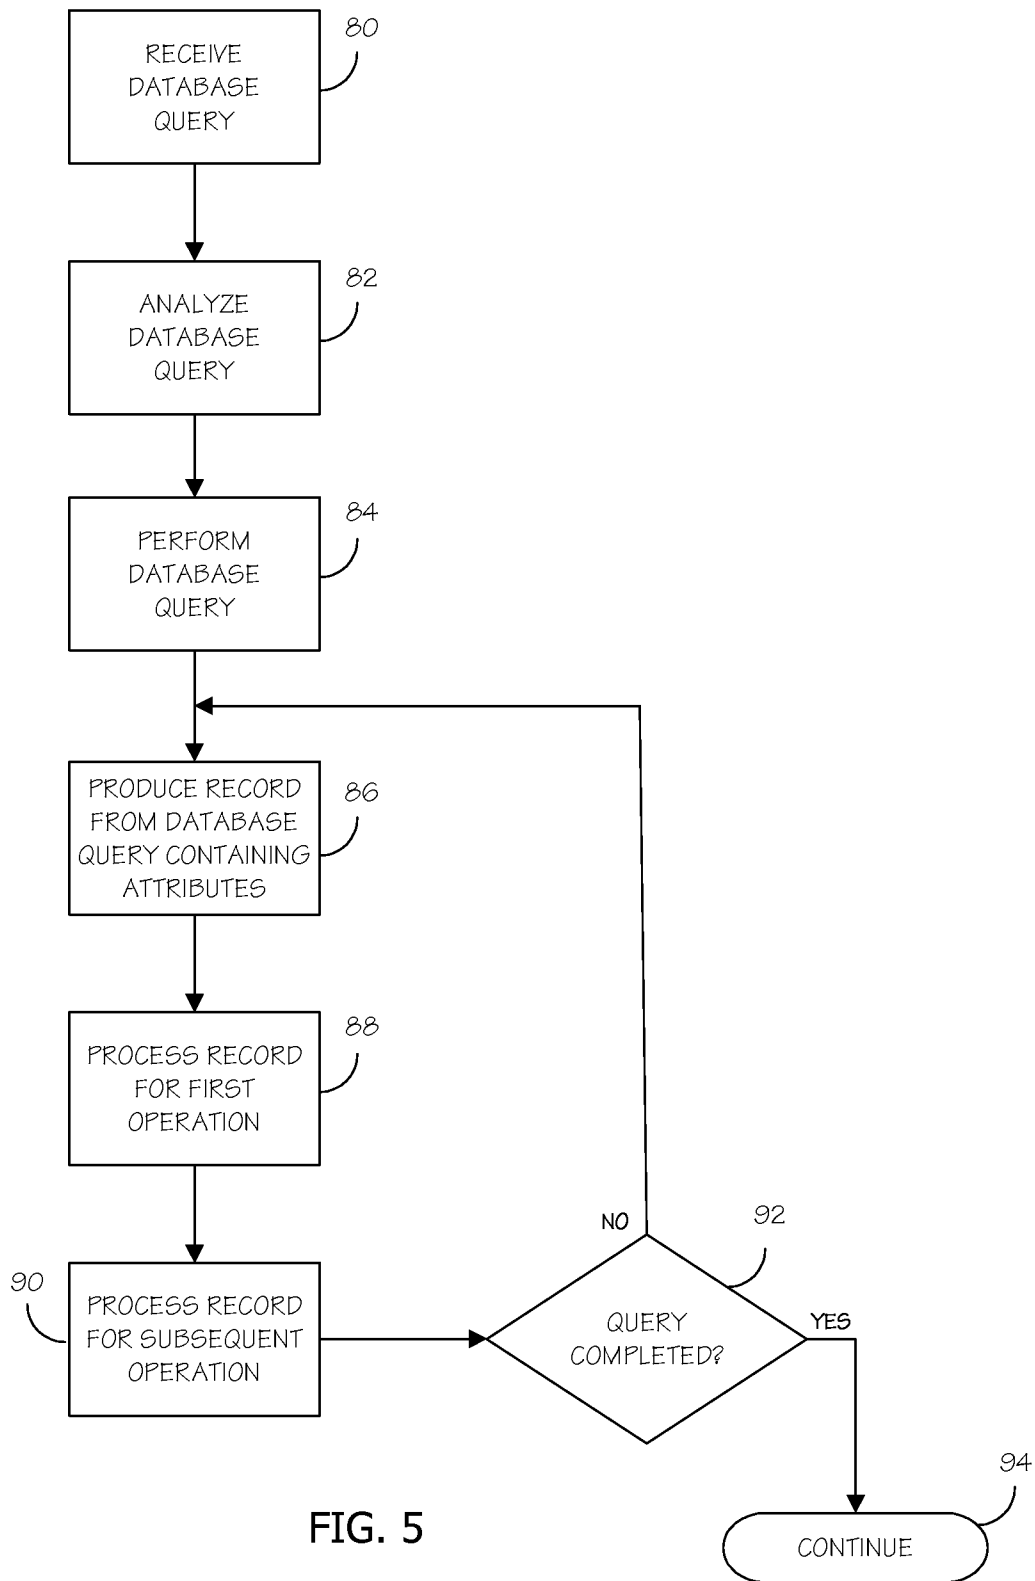 80
RECEIVE
DATABASE
QUERY
82
ANALYZE
DATABASE
QUERY
84
PERFORM
DATABASE
QUERY
86
PRODUCE RECORD
FROM DATABASE
QUERY CONTAINING
ATTRIBUTES
88
PROCESS RECORD
FOR FIRST
OPERATION
90
PROCESS RECORD
FOR SUBSEQUENT
OPERATION
NO
92
QUERY
COMPLETED?
YES
94
CONTINUE
FIG. 5